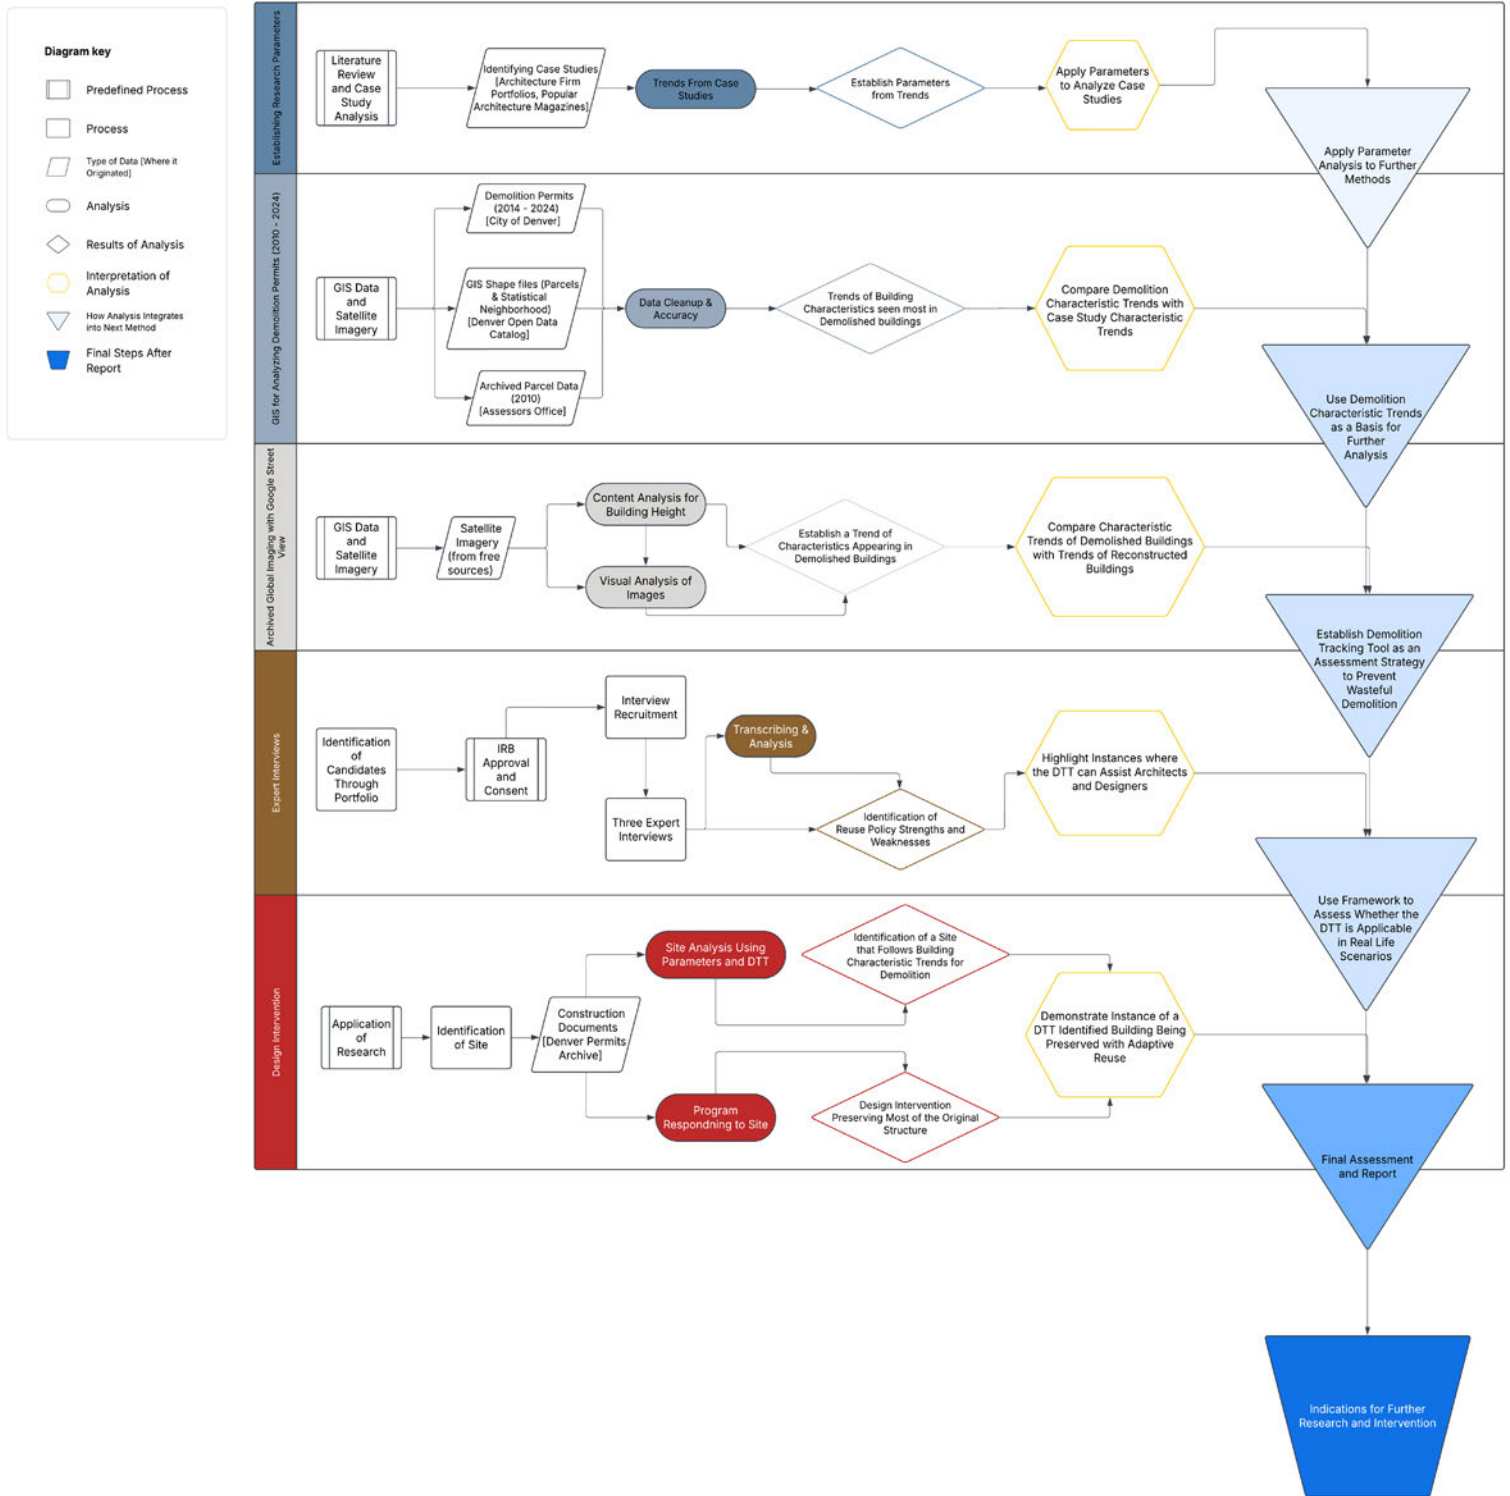 Diagram key
Predefined Process
Process
Type of Data [Where it
Originated]
Analysis
Results of Analysis
Interpretation of
Analysis
How Analysis Integrates
into Next Method
Final Steps After
Report
Establishing Research Parameters
Literature
Review
and Case
Study
Analysis
Identifying Case Studies
[Architecture Firm
Portfolios, Popular
Architecture Magazines]
Trends From Case
Studies
Establish Parameters
from Trends
Apply Parameters
to Analyze Case
Studies
Apply Parameter
Analysis to Further
Methods
GIS for Analyzing Demolition Permits (2010 - 2024)
GIS Data
and
Satellite
Imagery
Demolition Permits
(2014 - 2024)
[City of Denver]
GIS Shape files (Parcels
& Statistical
Neighborhood)
[Denver Open Data
Catalog]
Archived Parcel Data
(2010)
[Assessors Office]
Data Cleanup &
Accuracy
Trends of Building
Characteristics seen most in
Demolished buildings
Compare Demolition
Characteristic Trends with
Case Study Characteristic
Trends
Use Demolition
Characteristic Trends
as a Basis for
Further
Analysis
Archived Global Imaging with Google Street
View
GIS Data
and
Satellite
Imagery
Satellite
Imagery
(from free
sources)
Content Analysis for
Building Height
Visual Analysis of
Images
Establish a Trend of
Characteristics Appearing in
Demolished Buildings
Compare Characteristic
Trends of Demolished Buildings
with Trends of Reconstructed
Buildings
Establish Demolition
Tracking Tool as an
Assessment Strategy
to Prevent
Wasteful
Demolition
Expert Interviews
Identification
of
Candidates
Through
Portfolio
IRB
Approval
and
Consent
Interview
Recruitment
Three Expert
Interviews
Transcribing &
Analysis
Identification of
Reuse Policy Strengths and
Weaknesses
Highlight Instances where
the DTT can Assist Architects
and Designers
Use Framework to
Assess Whether the
DTT is Applicable
in Real Life
Scenarios
Design Intervention
Application
of
Research
Identification
of Site
Construction
Documents
[Denver Permits
Archive]
Site Analysis Using
Parameters and DTT
Program
Respondning to Site
Identification of a Site
that Follows Building
Characteristic Trends for
Demolition
Design Intervention
Preserving Most of the Original
Structure
Demonstrate Instance of a
DTT Identified Building Being
Preserved with Adaptive
Reuse
Final Assessment
and Report
Indications for Further
Research and Intervention